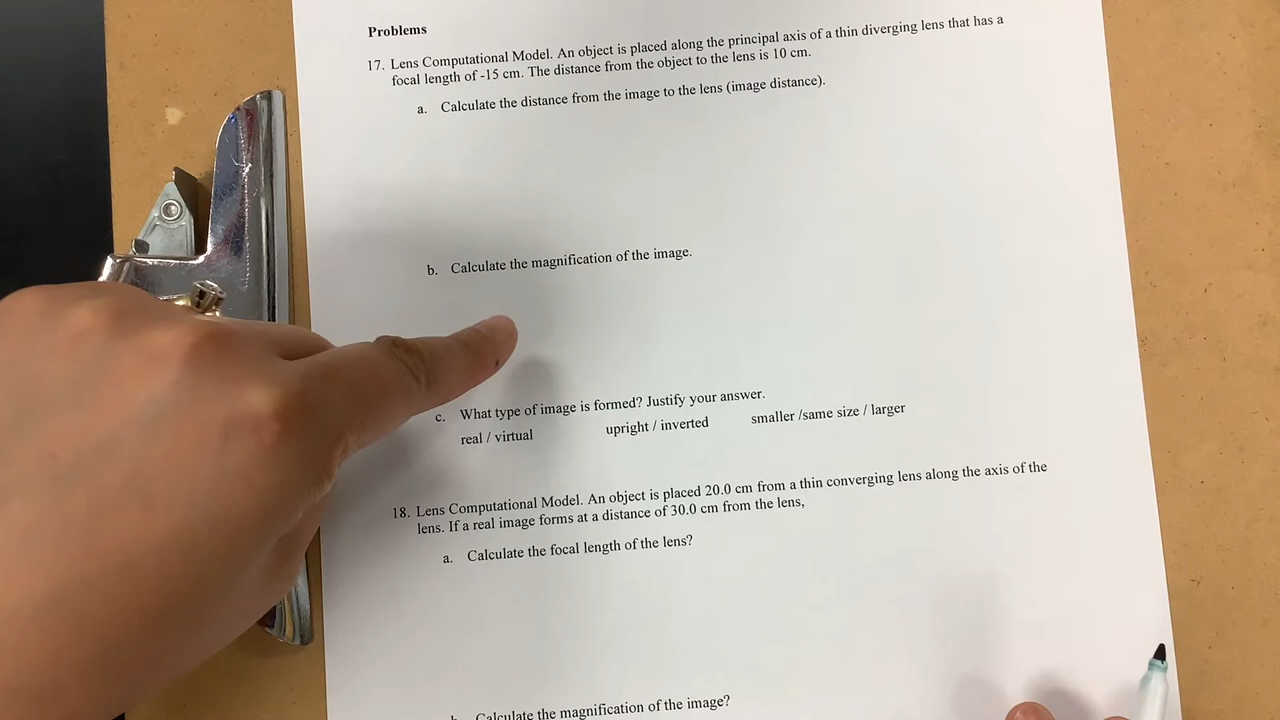 Problems
17. Lens Computational Model. An object is placed along the principal axis of a thin diverging lens that has a
focal length of -15 cm. The distance from the object to the lens is 10 cm.
a. Calculate the distance from the image to the lens (image distance).
b. Calculate the magnification of the image.
c. What type of image is formed? Justify your answer.
real / virtual upright / inverted smaller /same size / larger
18. Lens Computational Model. An object is placed 20.0 cm from a thin converging lens along the axis of the
lens. If a real image forms at a distance of 30.0 cm from the lens,
a. Calculate the focal length of the lens?
Calculate the magnification of the image?